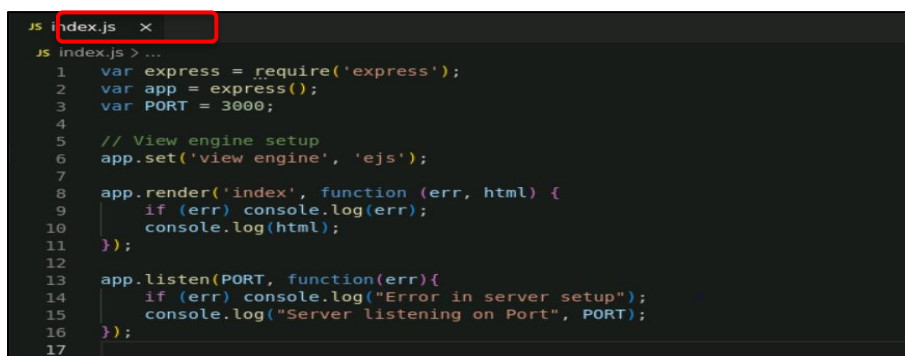 JS index.js ×
JS index.js > ...
1 var express = require('express');
2 var app = express();
3 var PORT = 3000;
4
5 // View engine setup
6 app.set('view engine', 'ejs');
7
8 app.render('index', function (err, html) {
9     if (err) console.log(err);
10     console.log(html);
11 });
12
13 app.listen(PORT, function(err){
14     if (err) console.log("Error in server setup");
15     console.log("Server listening on Port", PORT);
16 });
17